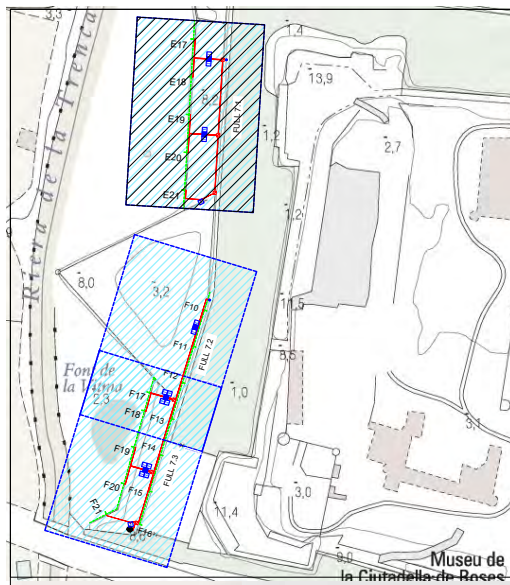 3,3
1,4
E17
13,9
E18
8,2
FULL 7.1
E19
1,2
2,7
E20
E21
Riera de la Trenca
1,2
8,0
3,2
F10
11,5
F11
FULL 7.2
8,6
Font de
la Vilma
2,3
F12
F17
1,0
F18
F13
3,1
F14
F19
FULL 7.3
F20
F15
3,0
F21
11,4
F16
9,0
Museu de
la Ciutadella de Roses